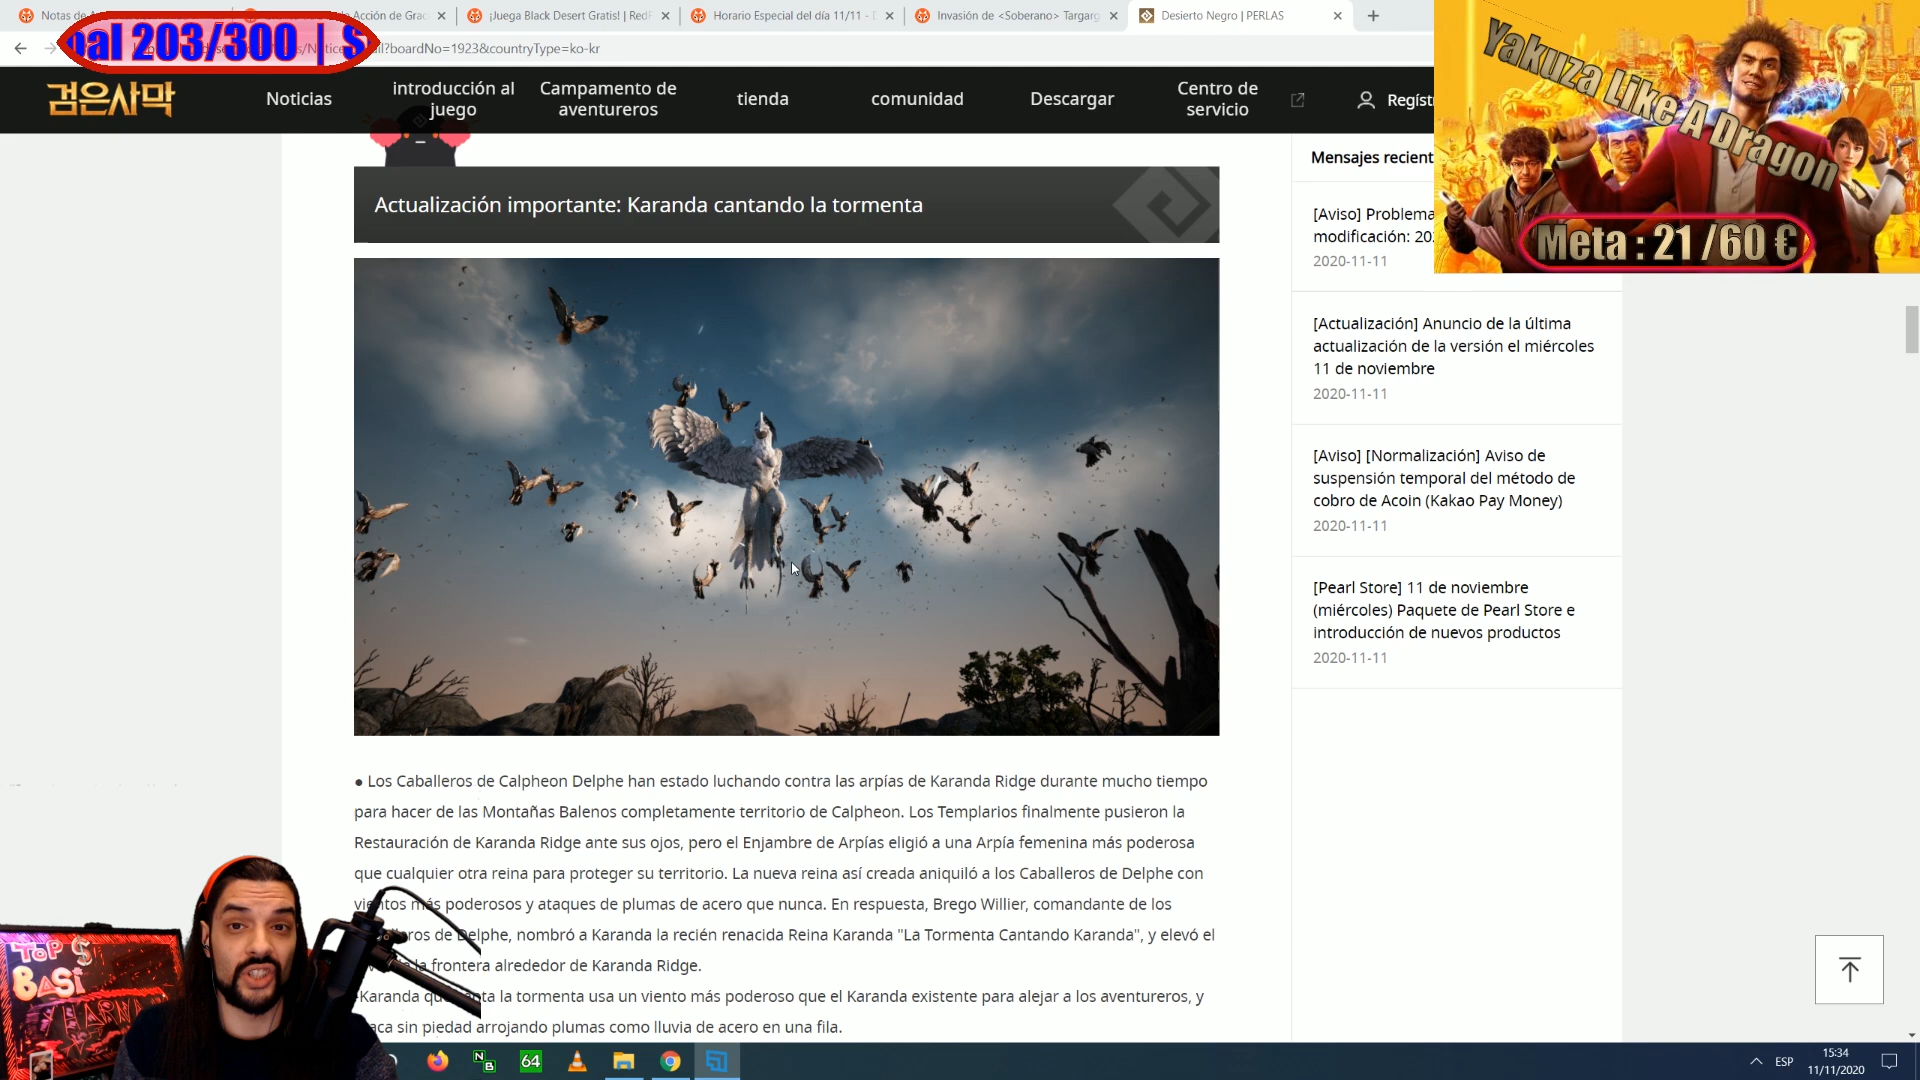 ¡Juega Black Desert Gratis! | RedF
Horario Especial del día 11/11 - D
Invasión de <Soberano> Targarg
Desierto Negro | PERLAS
?boardNo=1923&countryType=ko-kr
203/300 | S
검은사막
Noticias
introducción al
juego
Campamento de
aventureros
tienda
comunidad
Descargar
Centro de
servicio
Regístr
Yakuza Like A Dragon
Meta : 21 /60 €
Actualización importante: Karanda cantando la tormenta
Mensajes recient
[Aviso] Problema
modificación: 20
2020-11-11
[Actualización] Anuncio de la última
actualización de la versión el miércoles
11 de noviembre
2020-11-11
[Aviso] [Normalización] Aviso de
suspensión temporal del método de
cobro de Acoin (Kakao Pay Money)
2020-11-11
[Pearl Store] 11 de noviembre
(miércoles) Paquete de Pearl Store e
introducción de nuevos productos
2020-11-11
● Los Caballeros de Calpheon Delphe han estado luchando contra las arpías de Karanda Ridge durante mucho tiempo
para hacer de las Montañas Balenos completamente territorio de Calpheon. Los Templarios finalmente pusieron la
Restauración de Karanda Ridge ante sus ojos, pero el Enjambre de Arpías eligió a una Arpía femenina más poderosa
que cualquier otra reina para proteger su territorio. La nueva reina así creada aniquiló a los Caballeros de Delphe con
vientos más poderosos y ataques de plumas de acero que nunca. En respuesta, Brego Willier, comandante de los
Delphe, nombró a Karanda la recién renacida Reina Karanda "La Tormenta Cantando Karanda", y elevó el
la frontera alrededor de Karanda Ridge.
Karanda la tormenta usa un viento más poderoso que el Karanda existente para alejar a los aventureros, y
sin piedad arrojando plumas como lluvia de acero en una fila.
TOP 5
BASI
64
ESP
15:34
11/11/2020